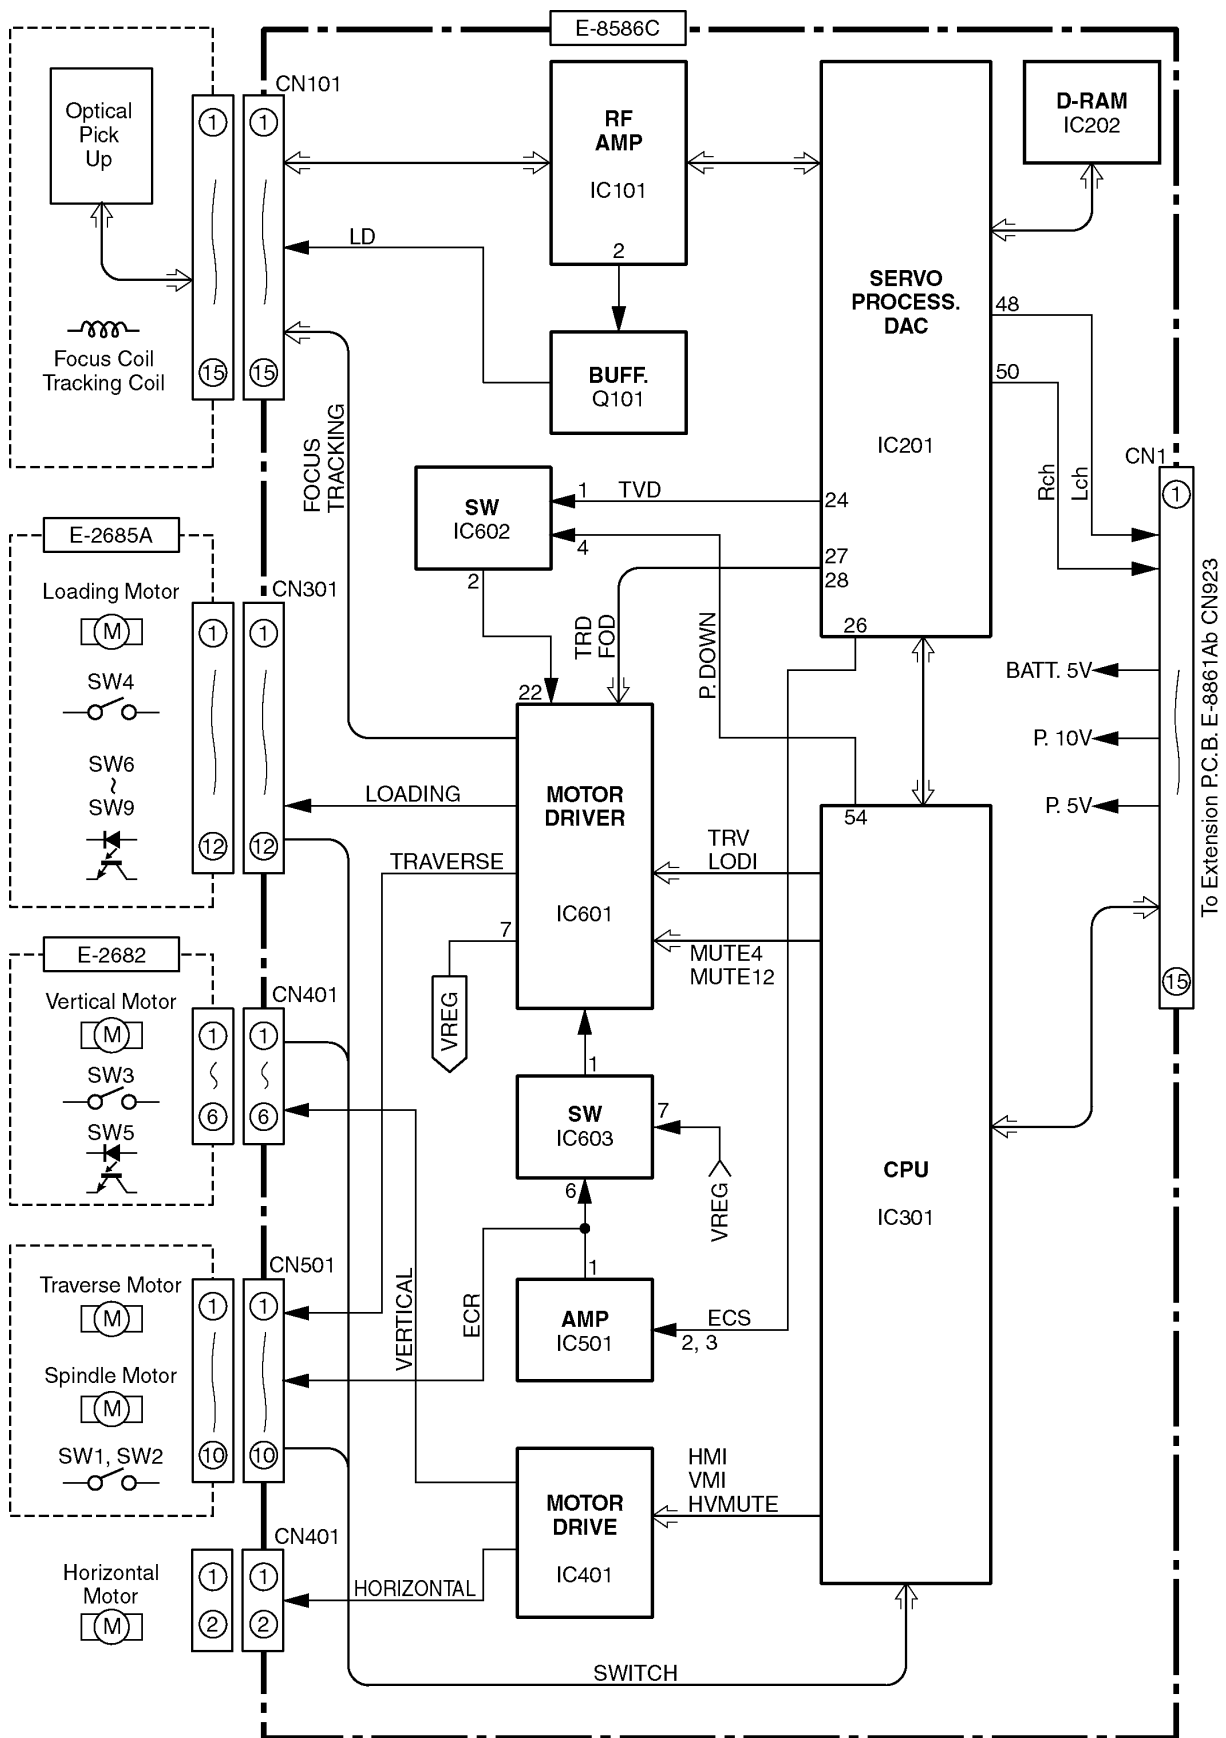 E-8586C
Optical
Pick
Up
1
15
Focus Coil
Tracking Coil
CN101
1
15
RF
AMP
IC101
2
LD
BUFF.
Q101
SERVO
PROCESS.
DAC
IC201
D-RAM
IC202
48
50
Rch
Lch
CN1
1
15
To Extension P.C.B. E-8861Ab CN923
BATT. 5V
P. 10V
P. 5V
FOCUS
TRACKING
SW
IC602
1
TVD
24
4
2
27
28
TRD
FOD
P. DOWN
26
E-2685A
Loading Motor
M
SW4
SW6
~
SW9
1
12
CN301
1
12
22
MOTOR
DRIVER
IC601
LOADING
TRAVERSE
7
VREG
TRV
LODI
MUTE4
MUTE12
54
CPU
IC301
E-2682
Vertical Motor
M
SW3
SW5
1
6
CN401
1
6
1
SW
IC603
7
VREG
6
1
AMP
IC501
ECS
2, 3
VERTICAL
ECR
Traverse Motor
M
Spindle Motor
M
SW1, SW2
1
10
CN501
1
10
MOTOR
DRIVE
IC401
HMI
VMI
HVMUTE
Horizontal
Motor
M
1
2
CN401
1
2
HORIZONTAL
SWITCH